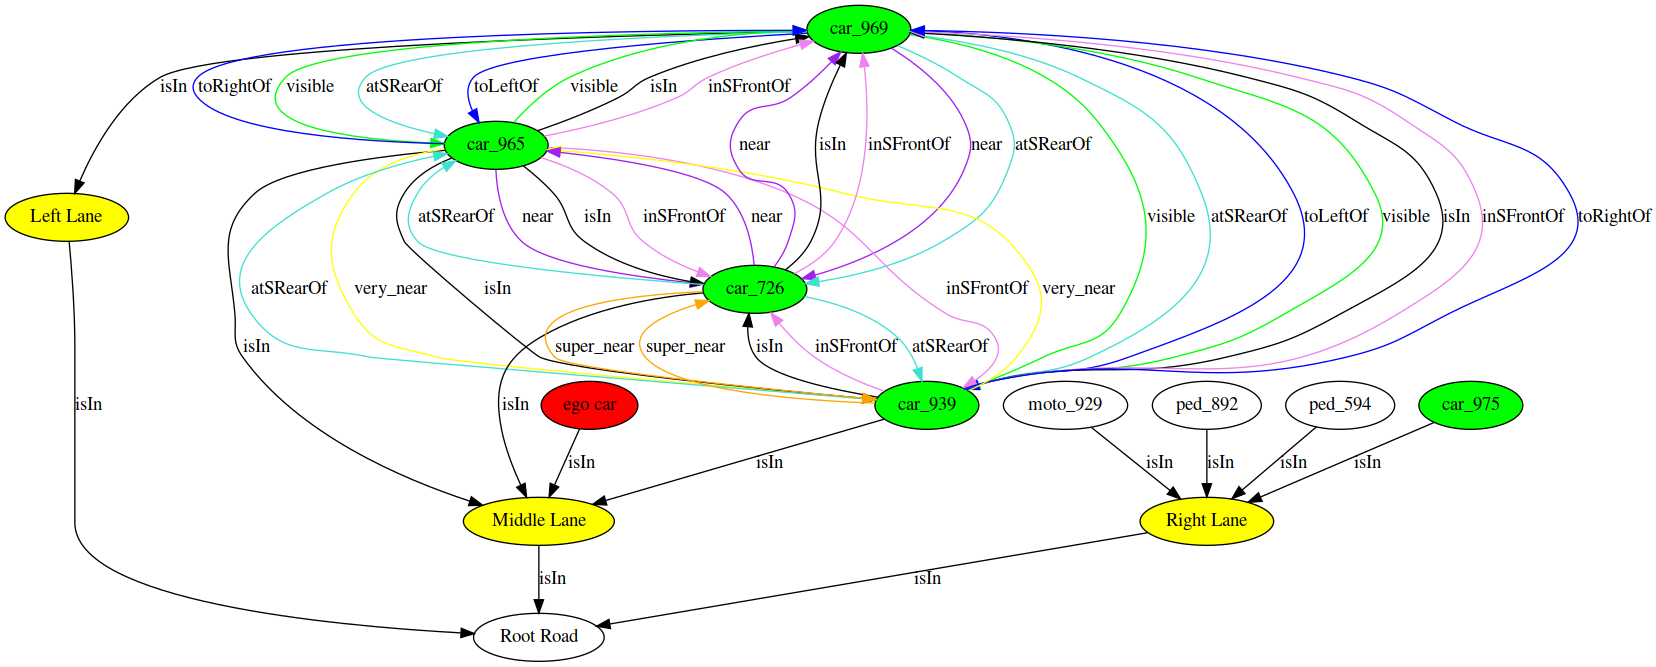 car_969
isIn
toRightOf
visible
atSRearOf
toLeftOf
visible
isIn
inSFrontOf
car_965
near
isIn
inSFrontOf
near
atSRearOf
Left Lane
atSRearOf
near
isIn
inSFrontOf
near
visible
atSRearOf
toLeftOf
visible
isIn
inSFrontOf
toRightOf
atSRearOf
very_near
isIn
car_726
inSFrontOf
very_near
isIn
super_near
super_near
isIn
inSFrontOf
atSRearOf
isIn
isIn
ego car
car_939
moto_929
ped_892
ped_594
car_975
isIn
isIn
isIn
isIn
isIn
isIn
Middle Lane
Right Lane
isIn
isIn
Root Road